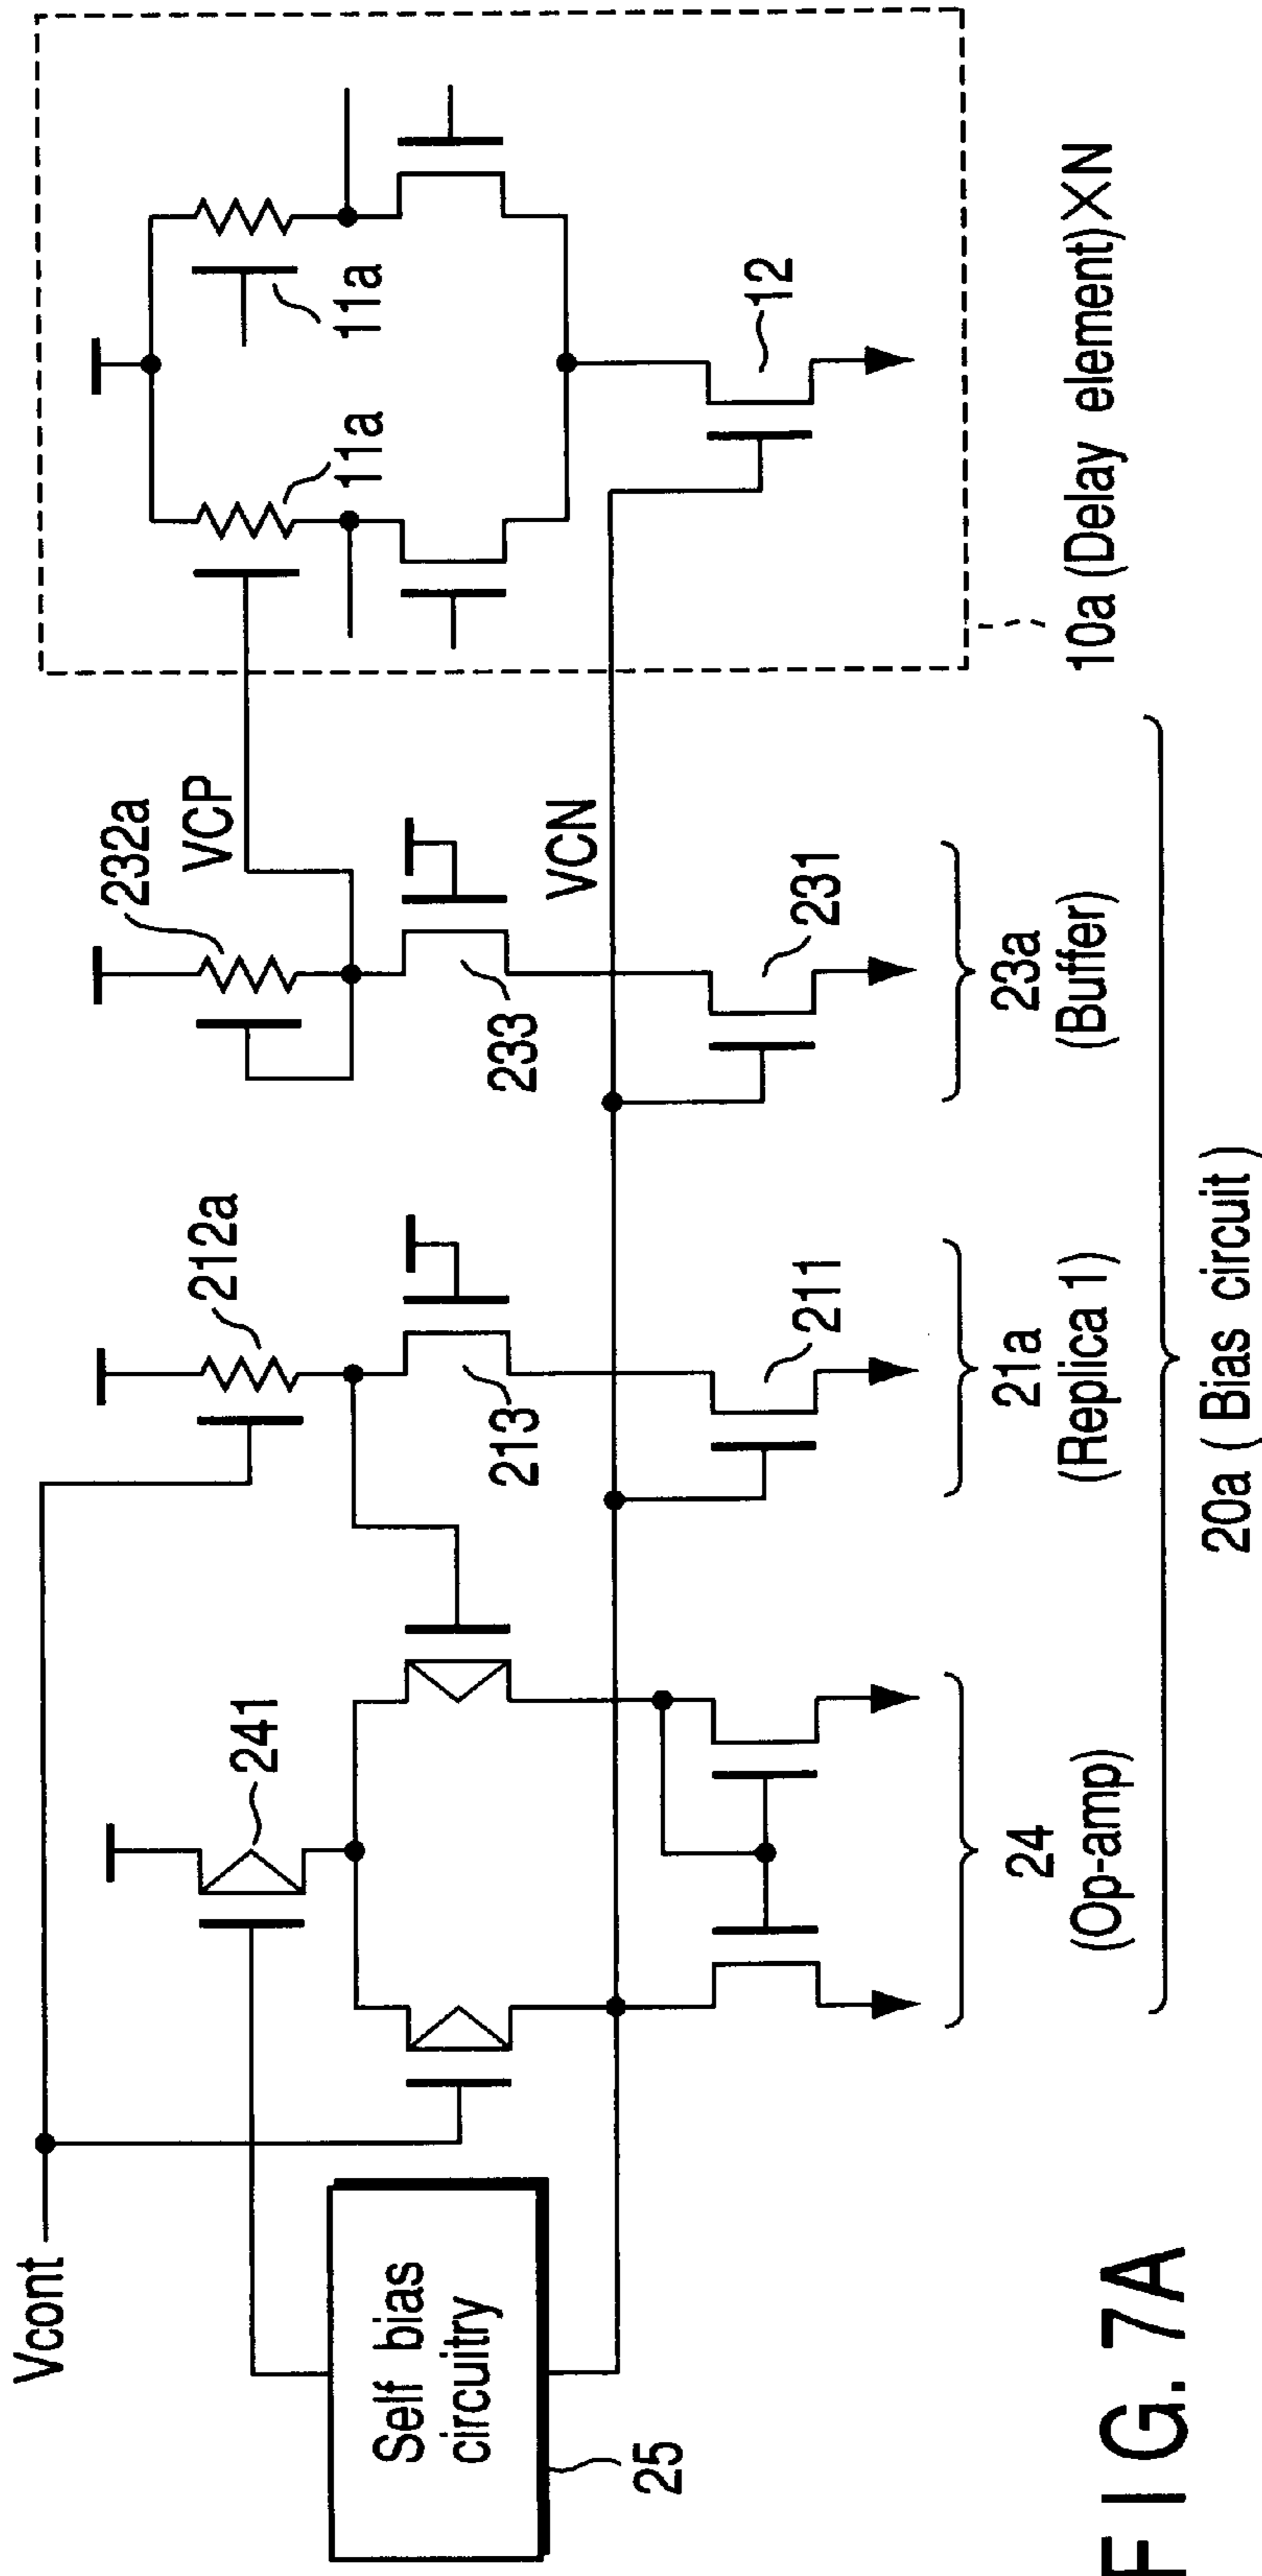 Vcont
Self bias
circuitry
25
241
212a
213
211
232a
VCP
233
VCN
231
11a
11a
12
24
(Op-amp)
21a
(Replica 1)
23a
(Buffer)
20a ( Bias circuit )
10a (Delay element)×N
FIG. 7A